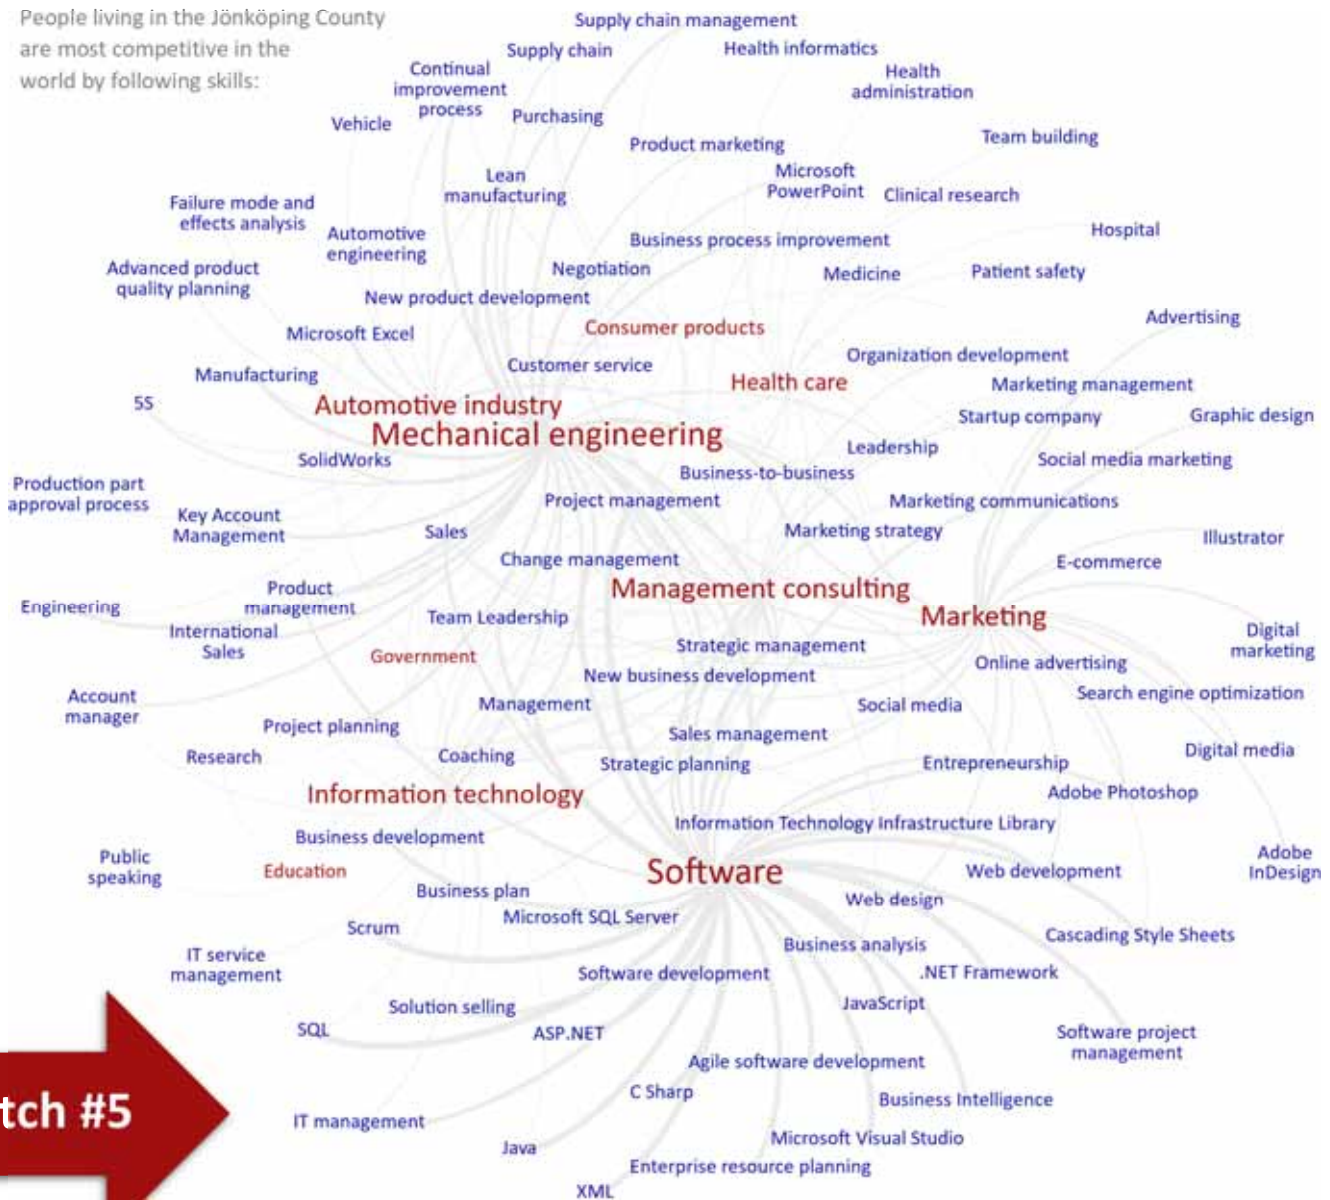 People living in the Jönköping County
are most competitive in the
world by following skills:
Supply chain management
Supply chain
Health informatics
Continual
improvement
process
Health
administration
Vehicle
Purchasing
Product marketing
Team building
Lean
manufacturing
Microsoft
PowerPoint
Clinical research
Failure mode and
effects analysis
Automotive
engineering
Business process improvement
Hospital
Advanced product
quality planning
Negotiation
Medicine
Patient safety
New product development
Microsoft Excel
Consumer products
Advertising
Manufacturing
Customer service
Organization development
Health care
Marketing management
5S
Automotive industry
Startup company
Graphic design
Mechanical engineering
Leadership
SolidWorks
Business-to-business
Social media marketing
Production part
approval process
Project management
Marketing communications
Key Account
Management
Sales
Marketing strategy
Illustrator
Change management
E-commerce
Product
management
Management consulting
Engineering
Team Leadership
Marketing
International
Sales
Government
Strategic management
Digital
marketing
New business development
Online advertising
Account
manager
Management
Social media
Search engine optimization
Project planning
Sales management
Research
Coaching
Strategic planning
Entrepreneurship
Digital media
Information technology
Adobe Photoshop
Business development
Information Technology Infrastructure Library
Public
speaking
Education
Software
Web development
Adobe
InDesign
Business plan
Web design
Scrum
Microsoft SQL Server
Business analysis
Cascading Style Sheets
IT service
management
Software development
.NET Framework
Solution selling
JavaScript
SQL
ASP.NET
Software project
management
Agile software development
tch #5
C Sharp
Business Intelligence
IT management
Java
Microsoft Visual Studio
Enterprise resource planning
XML